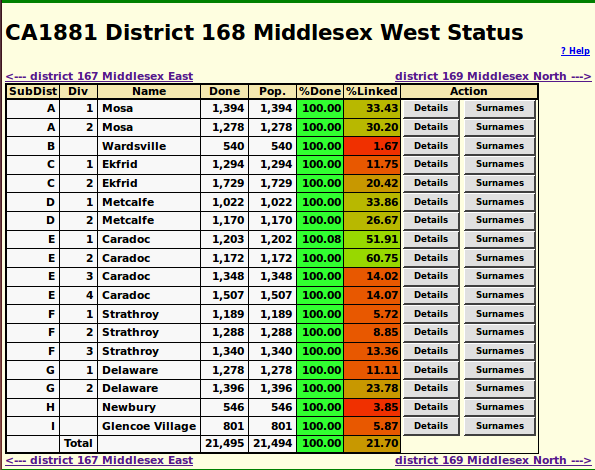 CA1881 District 168 Middlesex West Status
? Help
<--- district 167 Middlesex East district 169 Middlesex North --->
SubDist Div Name Done Pop. %Done %Linked Action
A 1 Mosa 1,394 1,394 100.00 33.43 Details Surnames
A 2 Mosa 1,278 1,278 100.00 30.20 Details Surnames
B Wardsville 540 540 100.00 1.67 Details Surnames
C 1 Ekfrid 1,294 1,294 100.00 11.75 Details Surnames
C 2 Ekfrid 1,729 1,729 100.00 20.42 Details Surnames
D 1 Metcalfe 1,022 1,022 100.00 33.86 Details Surnames
D 2 Metcalfe 1,170 1,170 100.00 26.67 Details Surnames
E 1 Caradoc 1,203 1,202 100.08 51.91 Details Surnames
E 2 Caradoc 1,172 1,172 100.00 60.75 Details Surnames
E 3 Caradoc 1,348 1,348 100.00 14.02 Details Surnames
E 4 Caradoc 1,507 1,507 100.00 14.07 Details Surnames
F 1 Strathroy 1,189 1,189 100.00 5.72 Details Surnames
F 2 Strathroy 1,288 1,288 100.00 8.85 Details Surnames
F 3 Strathroy 1,340 1,340 100.00 13.36 Details Surnames
G 1 Delaware 1,278 1,278 100.00 11.11 Details Surnames
G 2 Delaware 1,396 1,396 100.00 23.78 Details Surnames
H Newbury 546 546 100.00 3.85 Details Surnames
I Glencoe Village 801 801 100.00 5.87 Details Surnames
Total 21,495 21,494 100.00 21.70
<--- district 167 Middlesex East district 169 Middlesex North --->